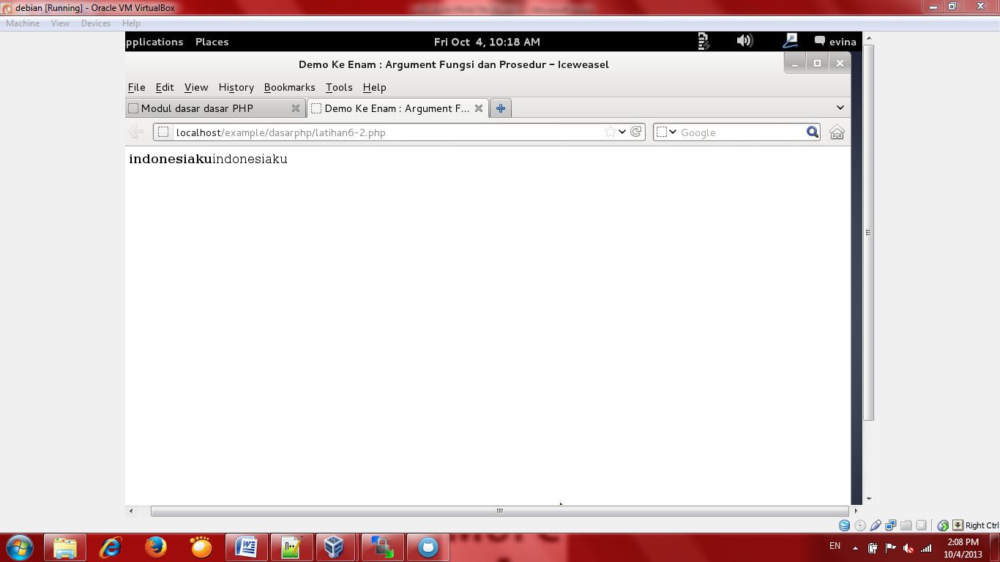 debian [Running] - Oracle VM VirtualBox
Machine View Devices Help
pplications Places Fri Oct 4, 10:18 AM evina
Demo Ke Enam : Argument Fungsi dan Prosedur – Iceweasel
File Edit View History Bookmarks Tools Help
Modul dasar dasar PHP Demo Ke Enam : Argument F...
localhost/example/dasarphp/latihan6-2.php Google
indonesiakuindonesiaku
Right Ctrl
EN 2:08 PM
10/4/2013